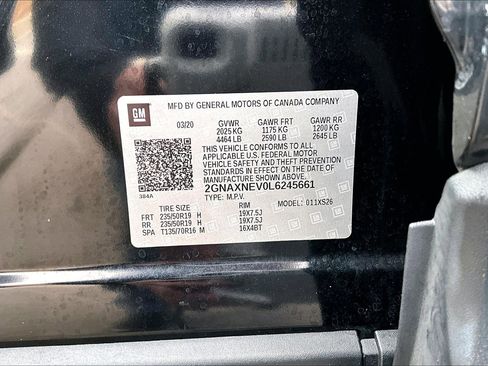 GM
MFD BY GENERAL MOTORS OF CANADA COMPANY
03/20 GVWR GAWR FRT GAWR RR
2025 KG 1175 KG 1200 KG
4464 LB 2590 LB 2645 LB
THIS VEHICLE CONFORMS TO ALL
APPLICABLE U.S. FEDERAL MOTOR
VEHICLE SAFETY AND THEFT PREVENTION
STANDARDS IN EFFECT ON THE DATE OF
MANUFACTURE SHOWN ABOVE.
384A
2GNAXNEV0L6245661
TYPE: M.P.V. MODEL: 011XS26
TIRE SIZE RIM
FRT 235/50R19 H 19X7.5J
RR 235/50R19 H 19X7.5J
SPA T135/70R16 M 16X4BT